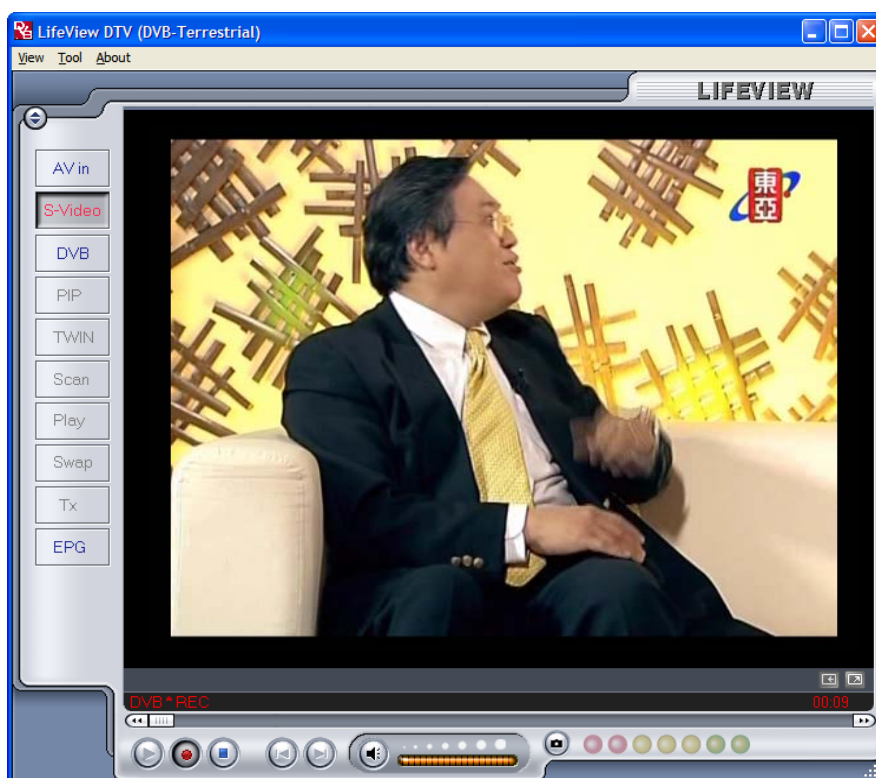 LifeView DTV (DVB-Terrestrial)
View Tool About
LIFEVIEW
AV in
S-Video
DVB
PIP
TWIN
Scan
Play
Swap
Tx
EPG
東亞
DVB*REC 00:09